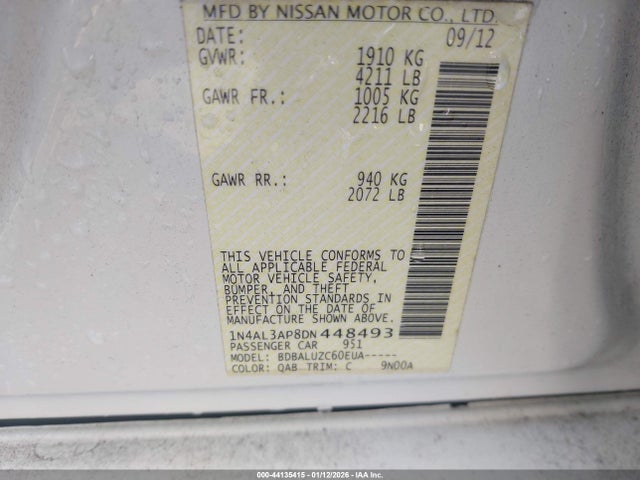 MFD BY NISSAN MOTOR CO., LTD.
DATE: 09/12
GVWR: 1910 KG
4211 LB
GAWR FR.: 1005 KG
2216 LB
GAWR RR.: 940 KG
2072 LB
THIS VEHICLE CONFORMS TO
ALL APPLICABLE FEDERAL
MOTOR VEHICLE SAFETY,
BUMPER, AND THEFT
PREVENTION STANDARDS IN
EFFECT ON THE DATE OF
MANUFACTURE SHOWN ABOVE.
1N4AL3AP8DN448493
PASSENGER CAR 951
MODEL: BDBALUZC60EUA-----
COLOR: QAB TRIM: C 9N00A
000-44135415 - 01/12/2026 - IAA Inc.